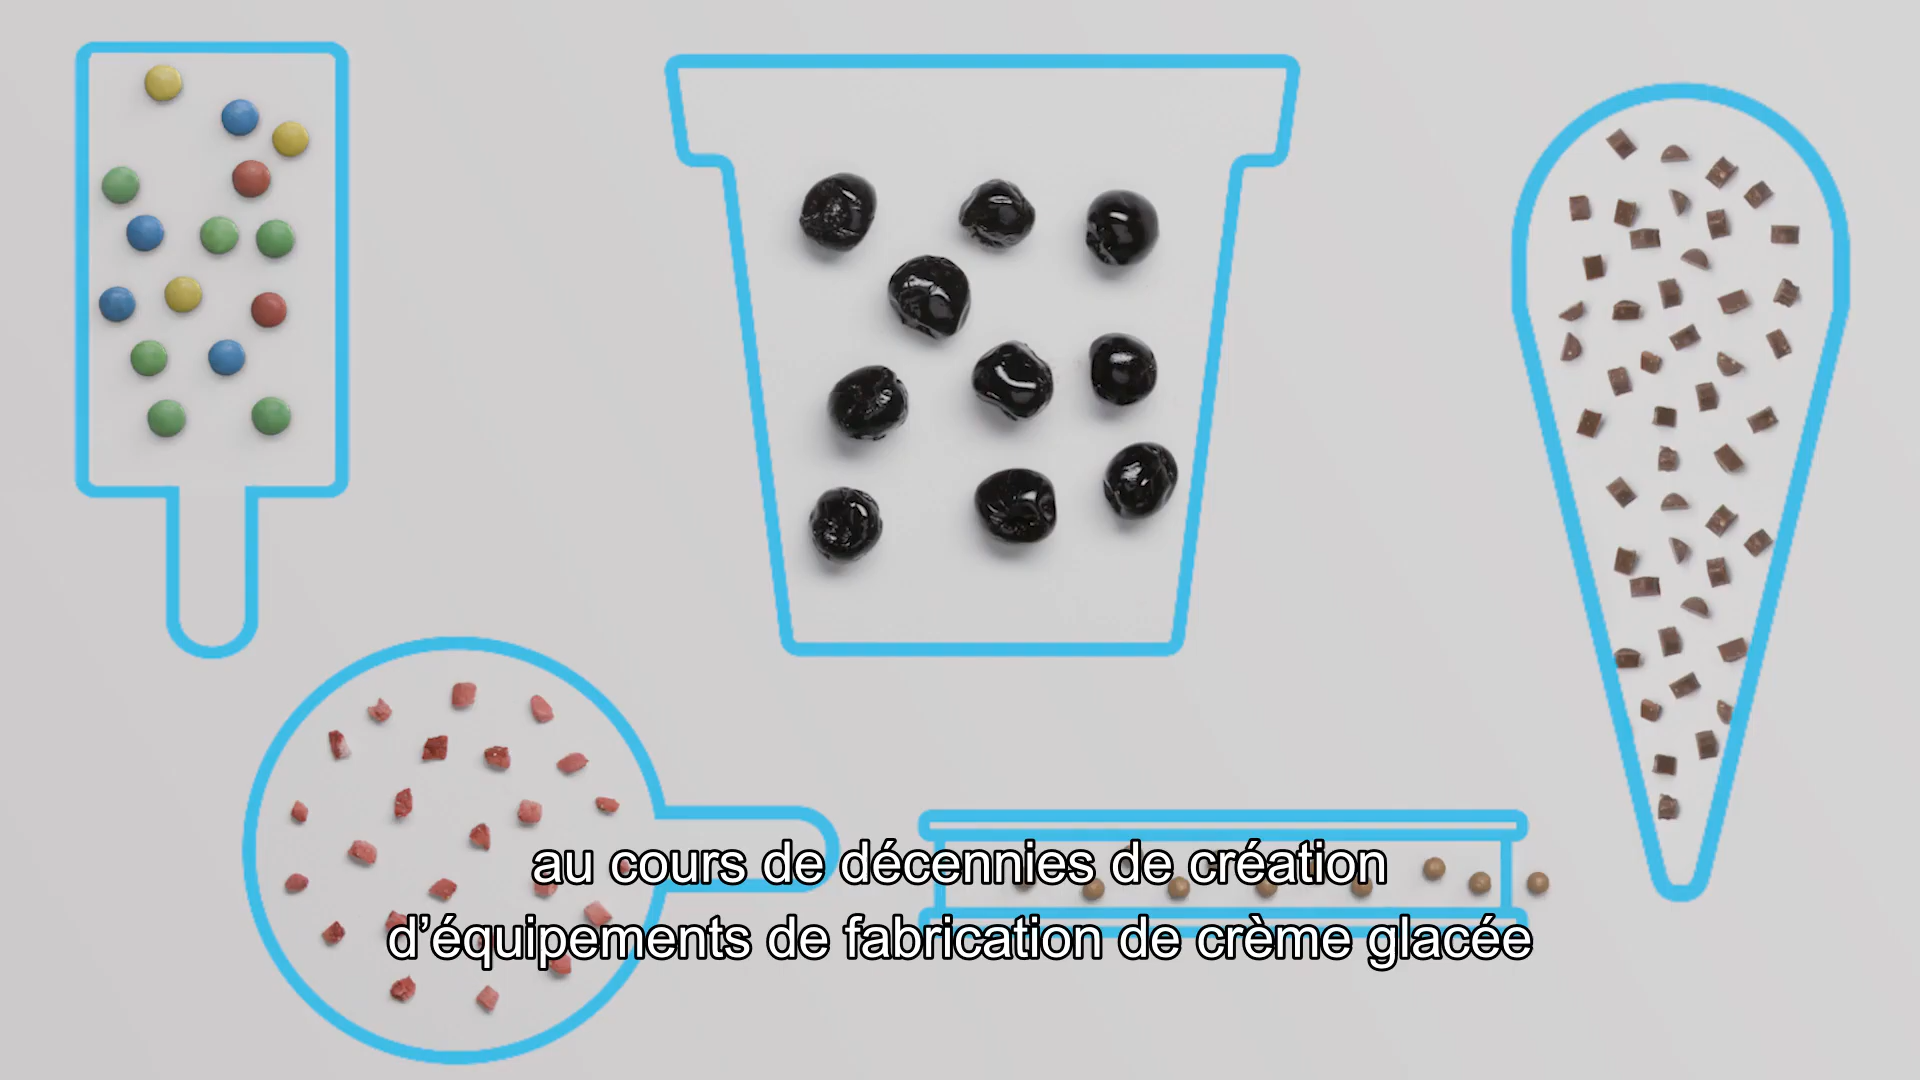 au cours de décennies de création
d’équipements de fabrication de crème glacée